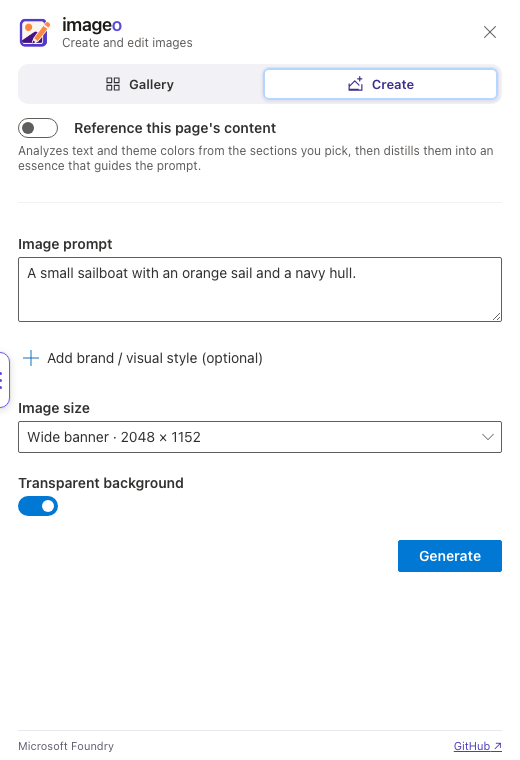 imageo
Create and edit images
Gallery
Create
Reference this page's content
Analyzes text and theme colors from the sections you pick, then distills them into an
essence that guides the prompt.
Image prompt
A small sailboat with an orange sail and a navy hull.
Add brand / visual style (optional)
Image size
Wide banner · 2048 × 1152
Transparent background
Generate
Microsoft Foundry
GitHub ↗